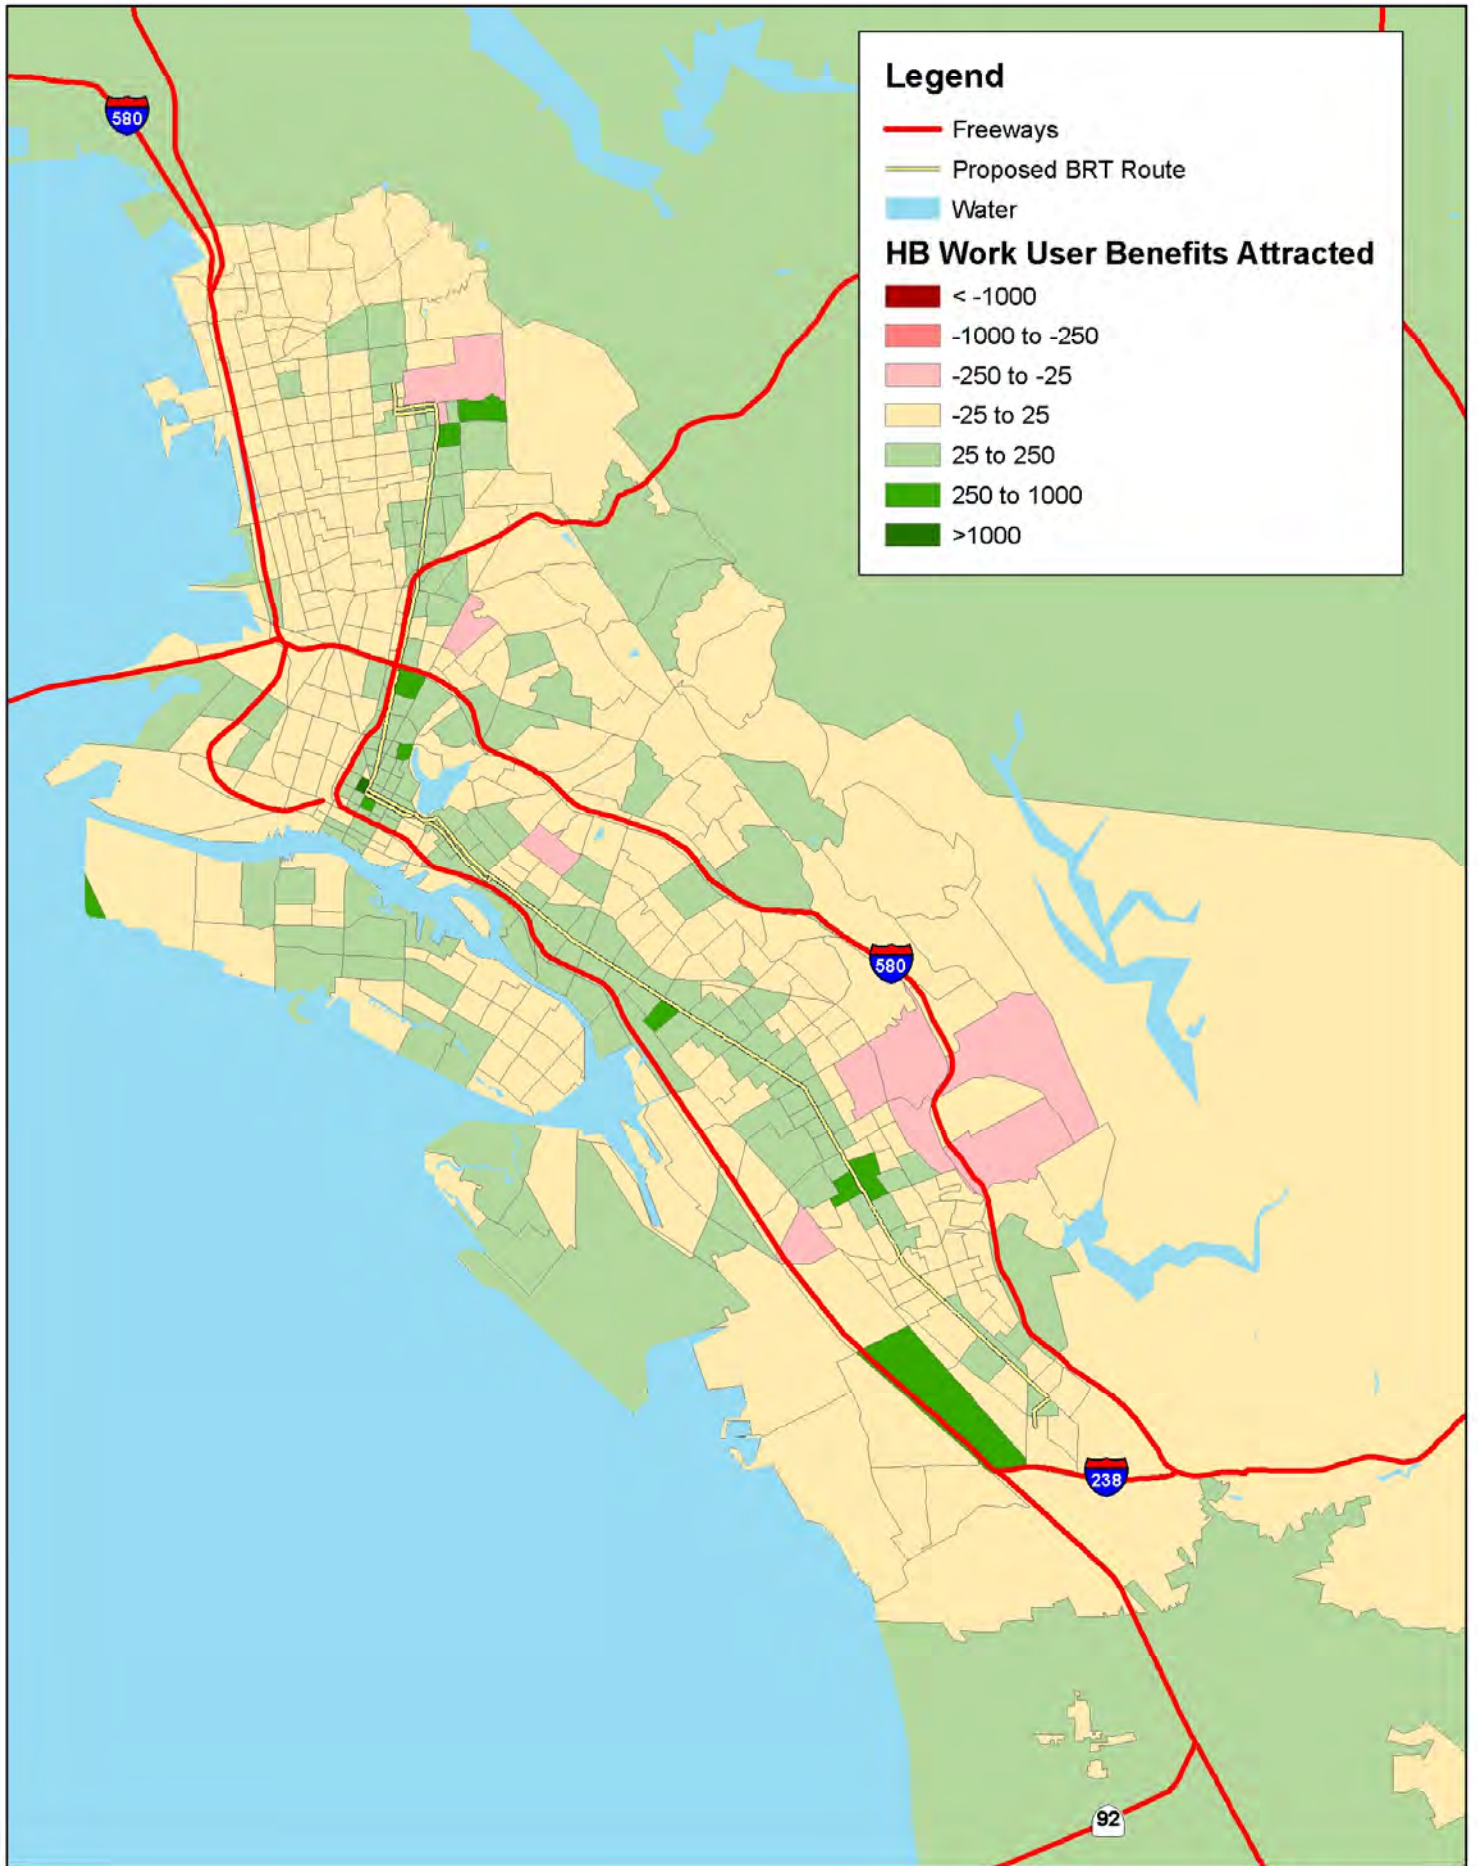 580
Legend
Freeways
Proposed BRT Route
Water
HB Work User Benefits Attracted
< -1000
-1000 to -250
-250 to -25
-25 to 25
25 to 250
250 to 1000
>1000
580
238
92